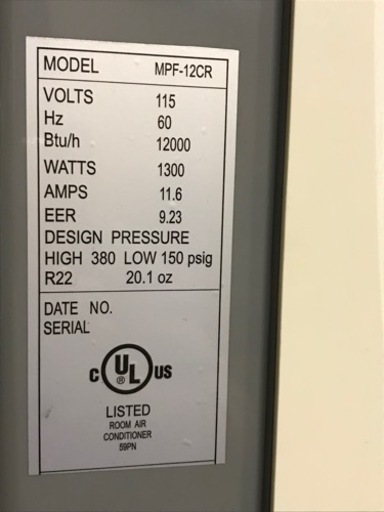 MODEL MPF-12CR
VOLTS 115
Hz 60
Btu/h 12000
WATTS 1300
AMPS 11.6
EER 9.23
DESIGN PRESSURE
HIGH 380 LOW 150 psig
R22 20.1 oz
DATE NO.
SERIAL
C UL ® US
LISTED
ROOM AIR
CONDITIONER
59PN